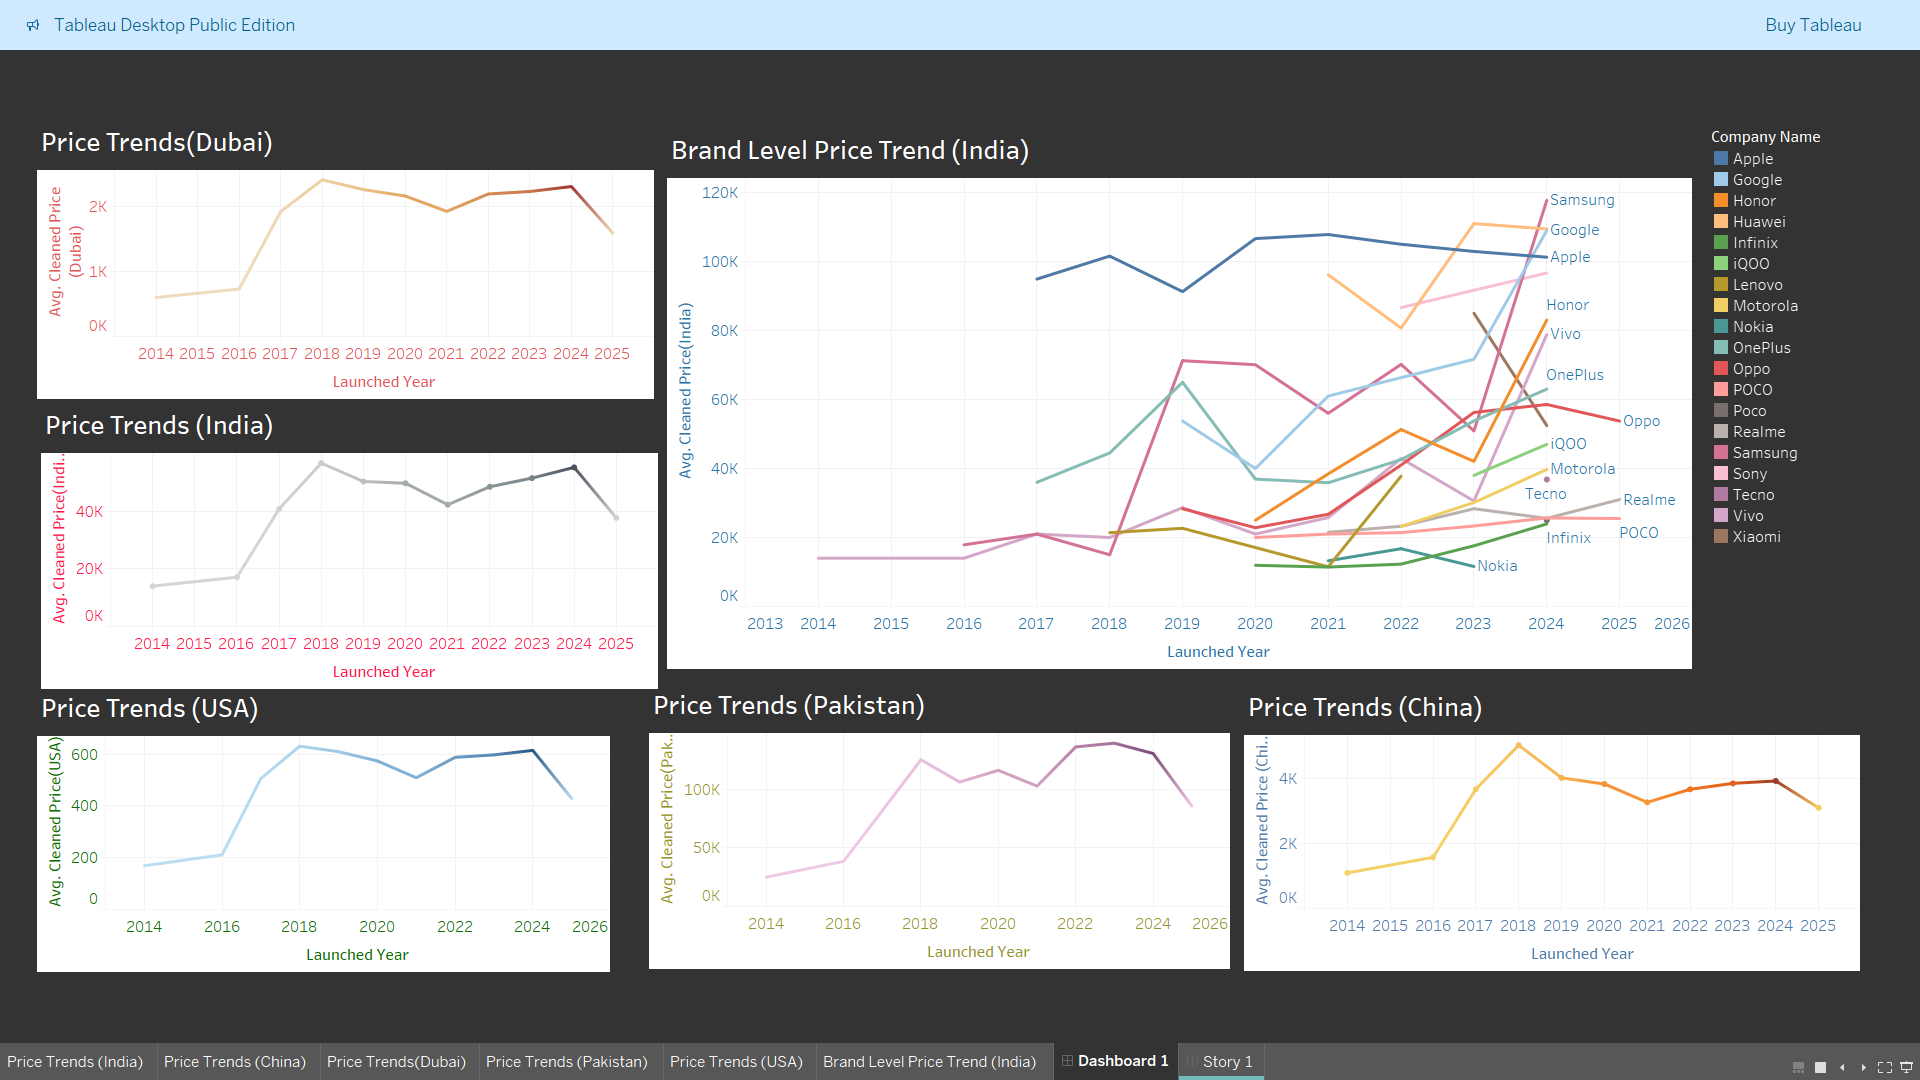 Tableau Desktop Public Edition
Buy Tableau
Price Trends(Dubai)
Avg. Cleaned Price
(Dubai)
2K
1K
0K
2014 2015 2016 2017 2018 2019 2020 2021 2022 2023 2024 2025
Launched Year
Price Trends (India)
Avg. Cleaned Price(Indi..
40K
20K
0K
2014 2015 2016 2017 2018 2019 2020 2021 2022 2023 2024 2025
Launched Year
Brand Level Price Trend (India)
Avg. Cleaned Price(India)
120K
100K
80K
60K
40K
20K
0K
Samsung
Google
Apple
Honor
Vivo
OnePlus
Oppo
iQOO
Motorola
Tecno
Realme
POCO
Infinix
Nokia
2013 2014 2015 2016 2017 2018 2019 2020 2021 2022 2023 2024 2025 2026
Launched Year
Company Name
Apple
Google
Honor
Huawei
Infinix
iQOO
Lenovo
Motorola
Nokia
OnePlus
Oppo
POCO
Poco
Realme
Samsung
Sony
Tecno
Vivo
Xiaomi
Price Trends (USA)
Avg. Cleaned Price(USA)
600
400
200
0
2014 2016 2018 2020 2022 2024 2026
Launched Year
Price Trends (Pakistan)
Avg. Cleaned Price(Pak..
100K
50K
0K
2014 2016 2018 2020 2022 2024 2026
Launched Year
Price Trends (China)
Avg. Cleaned Price (Chi..
4K
2K
0K
2014 2015 2016 2017 2018 2019 2020 2021 2022 2023 2024 2025
Launched Year
Price Trends (India) Price Trends (China) Price Trends(Dubai) Price Trends (Pakistan) Price Trends (USA) Brand Level Price Trend (India) Dashboard 1 Story 1